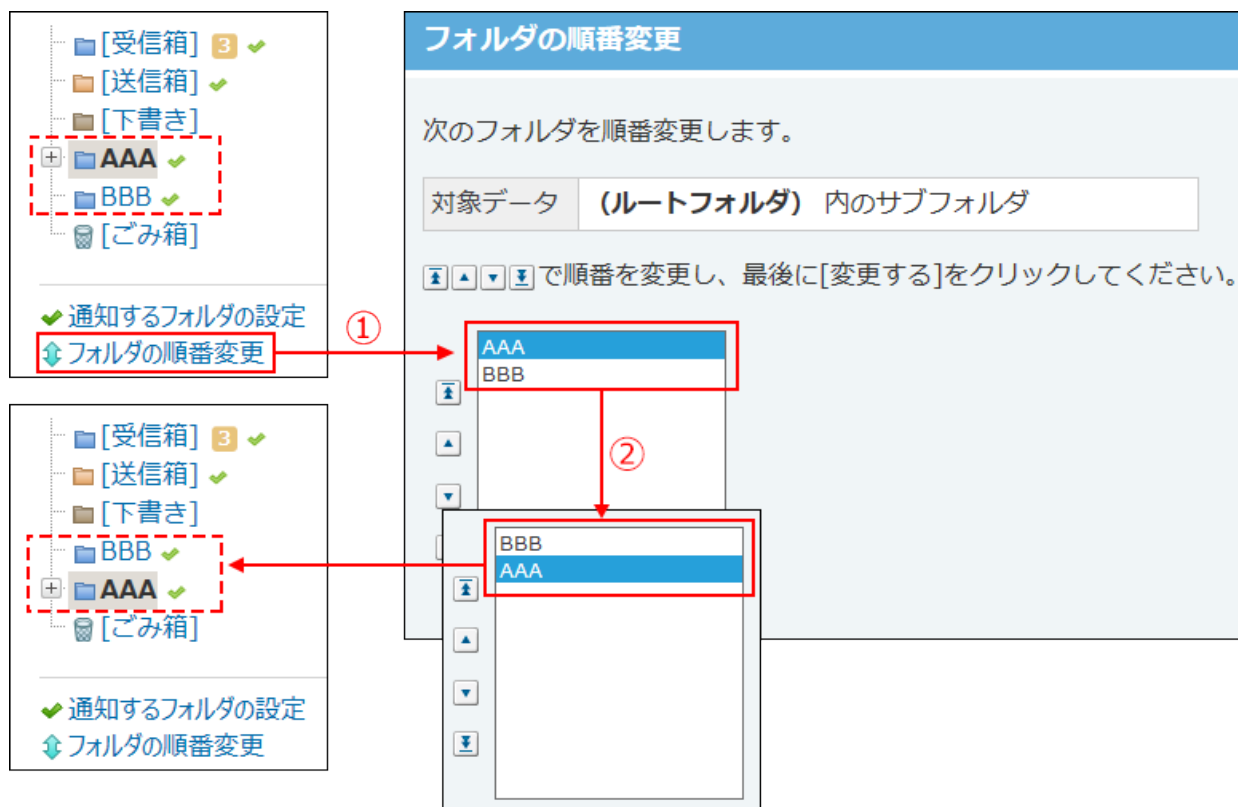 [受信箱] 3
[送信箱]
[下書き]
AAA
BBB
[ごみ箱]
通知するフォルダの設定
フォルダの順番変更
①
フォルダの順番変更
次のフォルダを順番変更します。
対象データ (ルートフォルダ) 内のサブフォルダ
で順番を変更し、最後に[変更する]をクリックしてください。
AAA
BBB
②
BBB
AAA
[受信箱] 3
[送信箱]
[下書き]
BBB
AAA
[ごみ箱]
通知するフォルダの設定
フォルダの順番変更